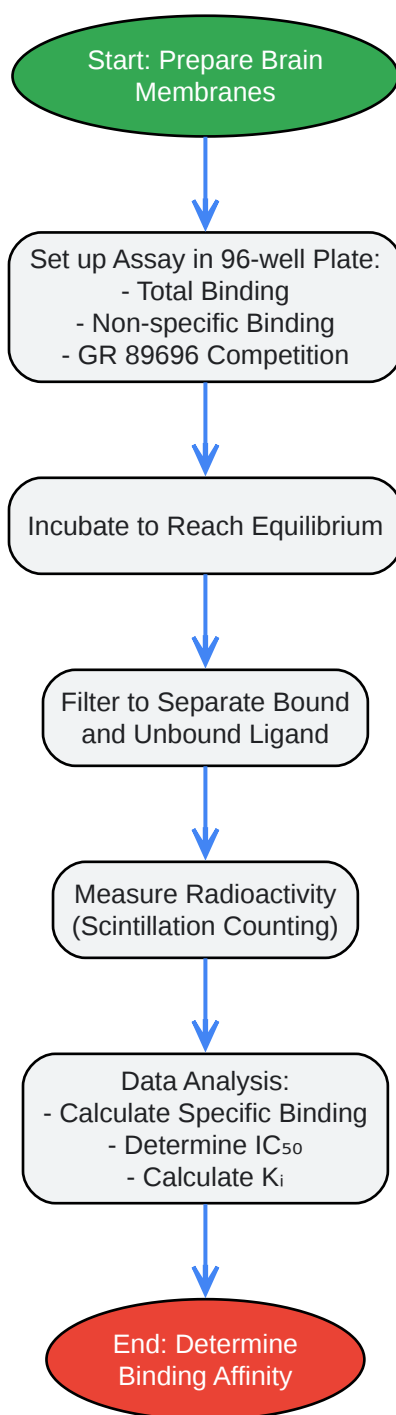 Start: Prepare Brain
Membranes
Set up Assay in 96-well Plate:
- Total Binding
- Non-specific Binding
- GR 89696 Competition
Incubate to Reach Equilibrium
Filter to Separate Bound
and Unbound Ligand
Measure Radioactivity
(Scintillation Counting)
Data Analysis:
- Calculate Specific Binding
- Determine IC₅₀
- Calculate Kᵢ
End: Determine
Binding Affinity